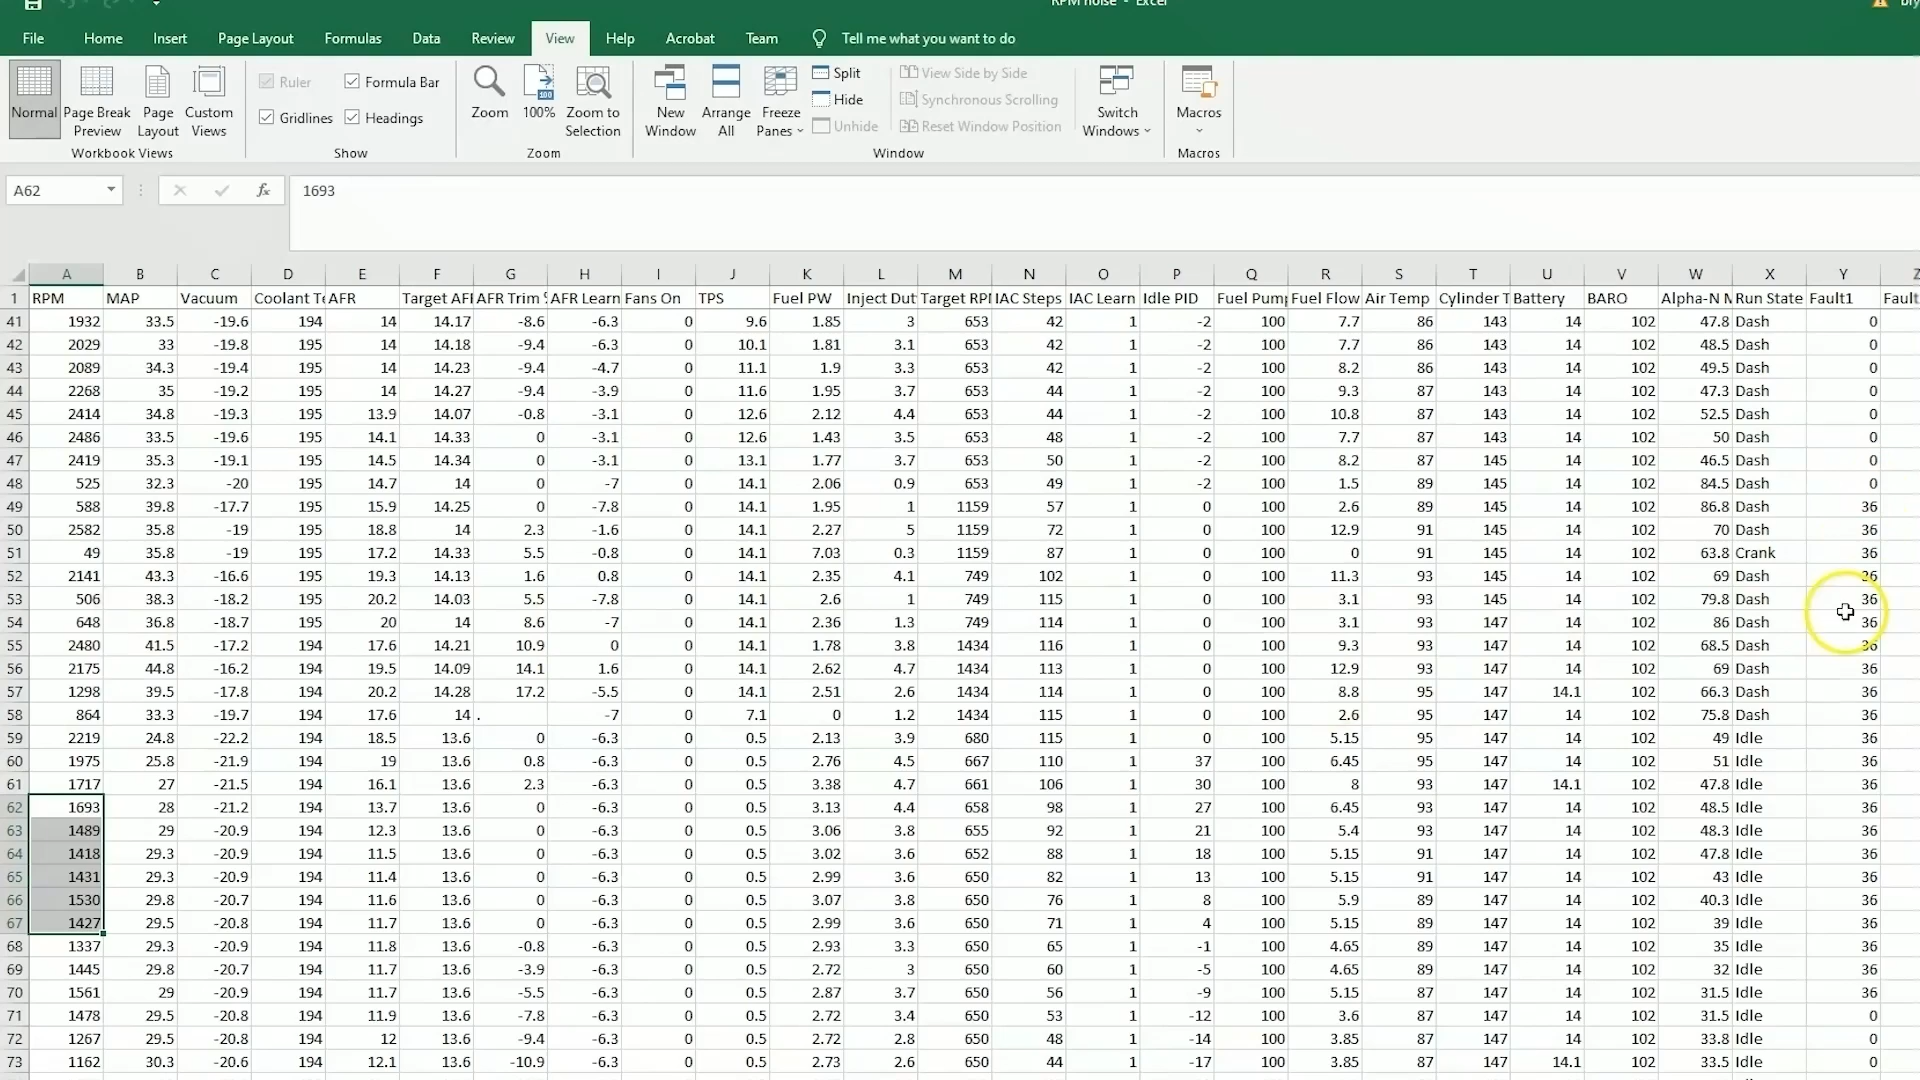 RPM noise - Excel
File Home Insert Page Layout Formulas Data Review View Help Acrobat Team Tell me what you want to do
Normal Page Break Preview Page Layout Custom Views
Ruler Formula Bar
Gridlines Headings
Zoom 100% Zoom to Selection
New Window Arrange All Freeze Panes
Split
Hide
Unhide
View Side by Side
Synchronous Scrolling
Reset Window Position
Switch Windows
Macros
Workbook Views Show Zoom Window Macros
A62 fx 1693
A B C D E F G H I J K L M N O P Q R S T U V W X Y Z
1 RPM MAP Vacuum Coolant Te AFR Target AFI AFR Trim % AFR Learn Fans On TPS Fuel PW Inject Dut Target RPI IAC Steps IAC Learn Idle PID Fuel Pump Fuel Flow Air Temp Cylinder T Battery BARO Alpha-N M Run State Fault1 Fault
41 1932 33.5 -19.6 194 14 14.17 -8.6 -6.3 0 9.6 1.85 3 653 42 1 -2 100 7.7 86 143 14 102 47.8 Dash 0
42 2029 33 -19.8 195 14 14.18 -9.4 -6.3 0 10.1 1.81 3.1 653 42 1 -2 100 7.7 86 143 14 102 48.5 Dash 0
43 2089 34.3 -19.4 195 14 14.23 -9.4 -4.7 0 11.1 1.9 3.3 653 42 1 -2 100 8.2 86 143 14 102 49.5 Dash 0
44 2268 35 -19.2 195 14 14.27 -9.4 -3.9 0 11.6 1.95 3.7 653 44 1 -2 100 9.3 87 143 14 102 47.3 Dash 0
45 2414 34.8 -19.3 195 13.9 14.07 -0.8 -3.1 0 12.6 2.12 4.4 653 44 1 -2 100 10.8 87 143 14 102 52.5 Dash 0
46 2486 33.5 -19.6 195 14.1 14.33 0 -3.1 0 12.6 1.43 3.5 653 48 1 -2 100 7.7 87 143 14 102 50 Dash 0
47 2419 35.3 -19.1 195 14.5 14.34 0 -3.1 0 13.1 1.77 3.7 653 50 1 -2 100 8.2 87 145 14 102 46.5 Dash 0
48 525 32.3 -20 195 14.7 14 0 -7 0 14.1 2.06 0.9 653 49 1 -2 100 1.5 89 145 14 102 84.5 Dash 0
49 588 39.8 -17.7 195 15.9 14.25 0 -7.8 0 14.1 1.95 1 1159 57 1 0 100 2.6 89 145 14 102 86.8 Dash 36
50 2582 35.8 -19 195 18.8 14 2.3 -1.6 0 14.1 2.27 5 1159 72 1 0 100 12.9 91 145 14 102 70 Dash 36
51 49 35.8 -19 195 17.2 14.33 5.5 -0.8 0 14.1 7.03 0.3 1159 87 1 0 100 0 91 145 14 102 63.8 Crank 36
52 2141 43.3 -16.6 195 19.3 14.13 1.6 0.8 0 14.1 2.35 4.1 749 102 1 0 100 11.3 93 145 14 102 69 Dash 36
53 506 38.3 -18.2 195 20.2 14.03 5.5 -7.8 0 14.1 2.6 1 749 115 1 0 100 3.1 93 145 14 102 79.8 Dash 36
54 648 36.8 -18.7 195 20 14 8.6 -7 0 14.1 2.36 1.3 749 114 1 0 100 3.1 93 147 14 102 86 Dash 36
55 2480 41.5 -17.2 194 17.6 14.21 10.9 0 0 14.1 1.78 3.8 1434 116 1 0 100 9.3 93 147 14 102 68.5 Dash 36
56 2175 44.8 -16.2 194 19.5 14.09 14.1 1.6 0 14.1 2.62 4.7 1434 113 1 0 100 12.9 93 147 14 102 69 Dash 36
57 1298 39.5 -17.8 194 20.2 14.28 17.2 -5.5 0 14.1 2.51 2.6 1434 114 1 0 100 8.8 95 147 14.1 102 66.3 Dash 36
58 864 33.3 -19.7 194 17.6 14 . -7 0 7.1 0 1.2 1434 115 1 0 100 2.6 95 147 14 102 75.8 Dash 36
59 2219 24.8 -22.2 194 18.5 13.6 0 -6.3 0 0.5 2.13 3.9 680 115 1 0 100 5.15 95 147 14 102 49 Idle 36
60 1975 25.8 -21.9 194 19 13.6 0.8 -6.3 0 0.5 2.76 4.5 667 110 1 37 100 6.45 95 147 14 102 51 Idle 36
61 1717 27 -21.5 194 16.1 13.6 2.3 -6.3 0 0.5 3.38 4.7 661 106 1 30 100 8 93 147 14.1 102 47.8 Idle 36
62 1693 28 -21.2 194 13.7 13.6 0 -6.3 0 0.5 3.13 4.4 658 98 1 27 100 6.45 93 147 14 102 48.5 Idle 36
63 1489 29 -20.9 194 12.3 13.6 0 -6.3 0 0.5 3.06 3.8 655 92 1 21 100 5.4 93 147 14 102 48.3 Idle 36
64 1418 29.3 -20.9 194 11.5 13.6 0 -6.3 0 0.5 3.02 3.6 652 88 1 18 100 5.15 91 147 14 102 47.8 Idle 36
65 1431 29.3 -20.9 194 11.4 13.6 0 -6.3 0 0.5 2.99 3.6 650 82 1 13 100 5.15 91 147 14 102 43 Idle 36
66 1530 29.8 -20.7 194 11.6 13.6 0 -6.3 0 0.5 3.07 3.8 650 76 1 8 100 5.9 89 147 14 102 40.3 Idle 36
67 1427 29.5 -20.8 194 11.7 13.6 0 -6.3 0 0.5 2.99 3.6 650 71 1 4 100 5.15 89 147 14 102 39 Idle 36
68 1337 29.3 -20.9 194 11.8 13.6 -0.8 -6.3 0 0.5 2.93 3.3 650 65 1 -1 100 4.65 89 147 14 102 35 Idle 36
69 1445 29.8 -20.7 194 11.7 13.6 -3.9 -6.3 0 0.5 2.72 3 650 60 1 -5 100 4.65 89 147 14 102 32 Idle 36
70 1561 29 -20.9 194 11.7 13.6 -5.5 -6.3 0 0.5 2.87 3.7 650 56 1 -9 100 5.15 87 147 14 102 31.5 Idle 36
71 1478 29.5 -20.8 194 11.9 13.6 -7.8 -6.3 0 0.5 2.72 3.4 650 53 1 -12 100 3.6 87 147 14 102 31.5 Idle 0
72 1267 29.5 -20.8 194 12 13.6 -9.4 -6.3 0 0.5 2.72 2.8 650 48 1 -14 100 3.85 87 147 14 102 33.8 Idle 0
73 1162 30.3 -20.6 194 12.1 13.6 -10.9 -6.3 0 0.5 2.73 2.6 650 44 1 -17 100 3.85 87 147 14.1 102 33.5 Idle 0